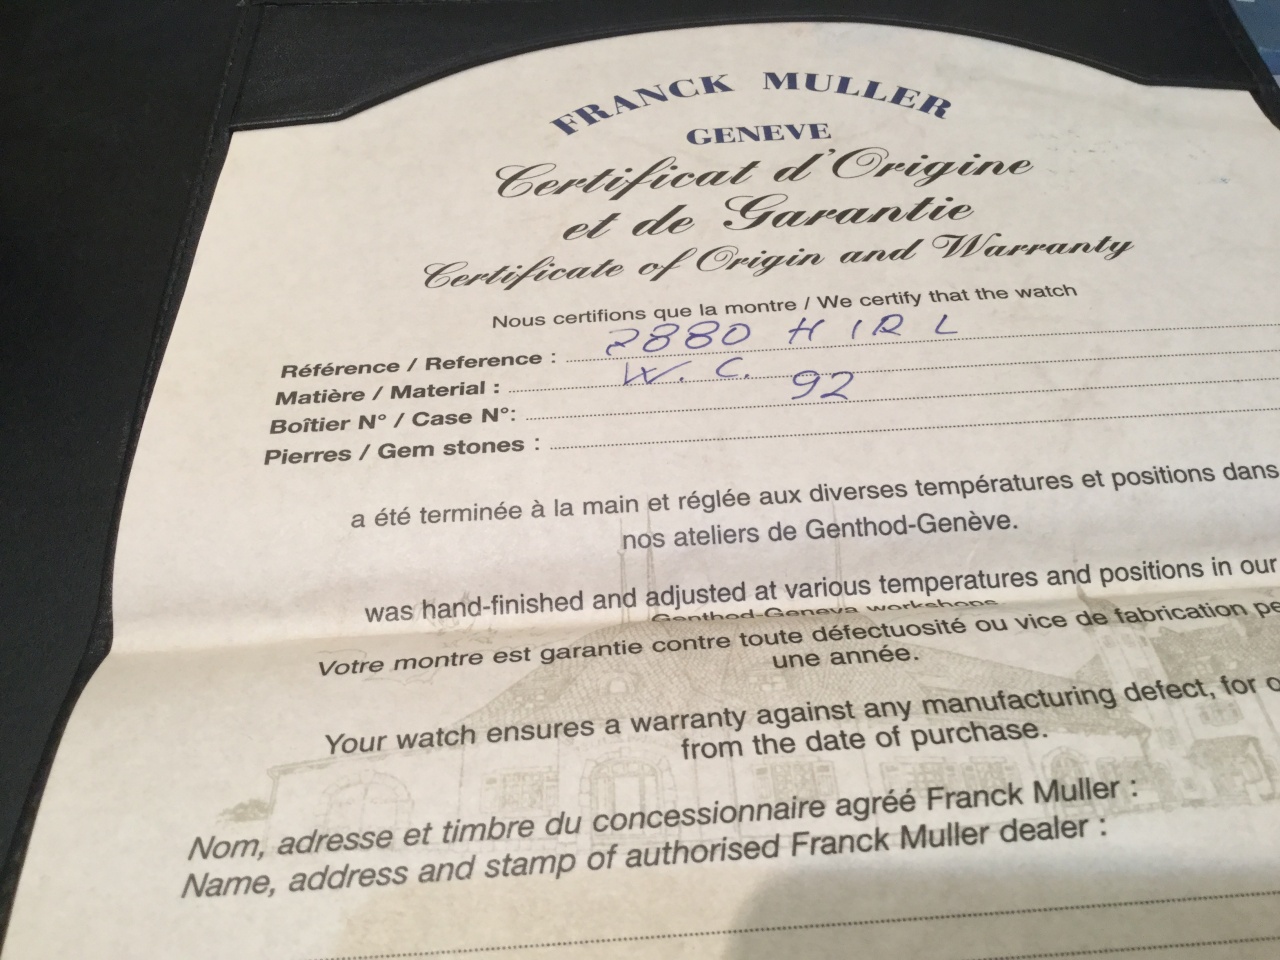 FRANCK MULLER
GENEVE
Certificat d'Origine
et de Garantie
Certificate of Origin and Warranty
Nous certifions que la montre / We certify that the watch
Référence / Reference : 2880 H IR L
Matière / Material : W. C.
Boîtier N° / Case N°: 92
Pierres / Gem stones :
a été terminée à la main et réglée aux diverses températures et positions dans
nos ateliers de Genthod-Genève.
was hand-finished and adjusted at various temperatures and positions in our
Genthod-Geneva workshops
Votre montre est garantie contre toute défectuosité ou vice de fabrication pe
une année.
Your watch ensures a warranty against any manufacturing defect, for o
from the date of purchase.
Nom, adresse et timbre du concessionnaire agréé Franck Muller :
Name, address and stamp of authorised Franck Muller dealer :